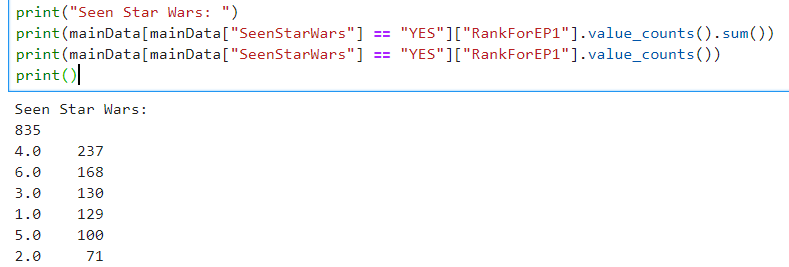 print("Seen Star Wars: ")
print(mainData[mainData["SeenStarWars"] == "YES"]["RankForEP1"].value_counts().sum())
print(mainData[mainData["SeenStarWars"] == "YES"]["RankForEP1"].value_counts())
print()
Seen Star Wars:
835
4.0    237
6.0    168
3.0    130
1.0    129
5.0    100
2.0     71